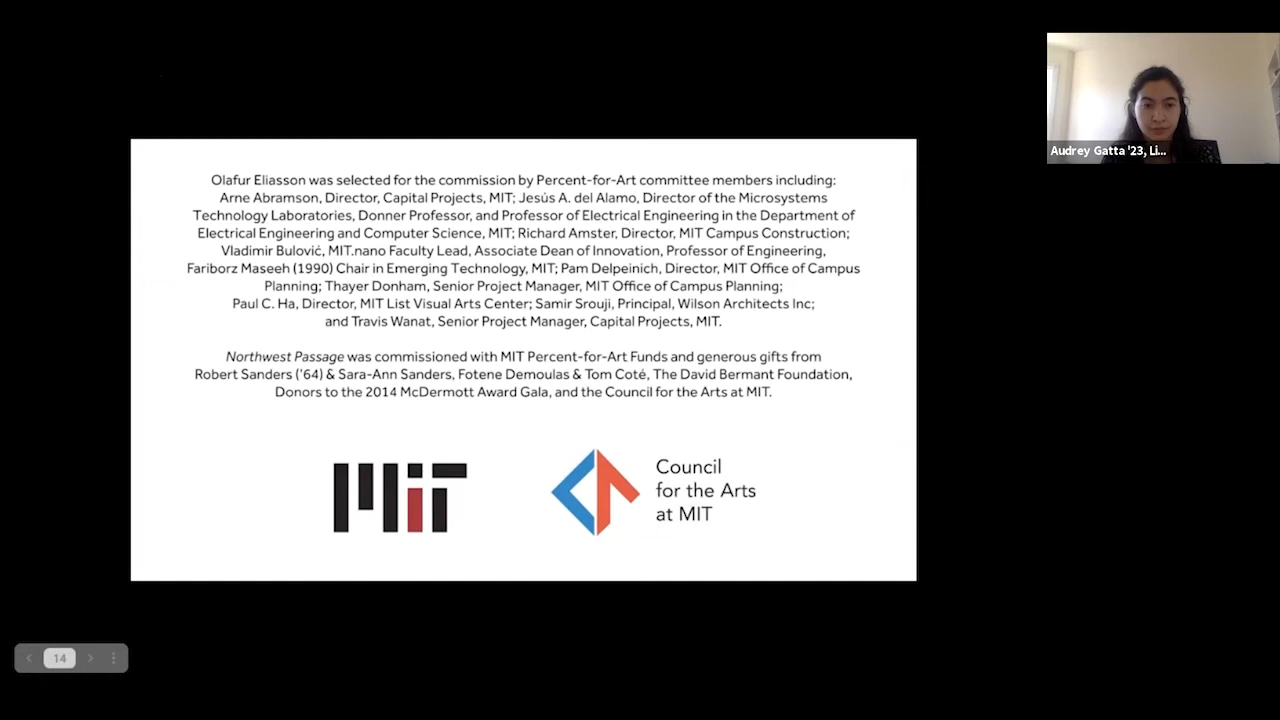 Olafur Eliasson was selected for the commission by Percent-for-Art committee members including:
Arne Abramson, Director, Capital Projects, MIT; Jesús A. del Alamo, Director of the Microsystems
Technology Laboratories, Donner Professor, and Professor of Electrical Engineering in the Department of
Electrical Engineering and Computer Science, MIT; Richard Amster, Director, MIT Campus Construction;
Vladimir Bulović, MIT.nano Faculty Lead, Associate Dean of Innovation, Professor of Engineering,
Fariborz Maseeh (1990) Chair in Emerging Technology, MIT; Pam Delpeinich, Director, MIT Office of Campus
Planning; Thayer Donham, Senior Project Manager, MIT Office of Campus Planning;
Paul C. Ha, Director, MIT List Visual Arts Center; Samir Srouji, Principal, Wilson Architects Inc;
and Travis Wanat, Senior Project Manager, Capital Projects, MIT.
Northwest Passage was commissioned with MIT Percent-for-Art Funds and generous gifts from
Robert Sanders ('64) & Sara-Ann Sanders, Fotene Demoulas & Tom Coté, The David Bermant Foundation,
Donors to the 2014 McDermott Award Gala, and the Council for the Arts at MIT.
MIT
Council
for the Arts
at MIT
Audrey Gatta '23, Li...
14